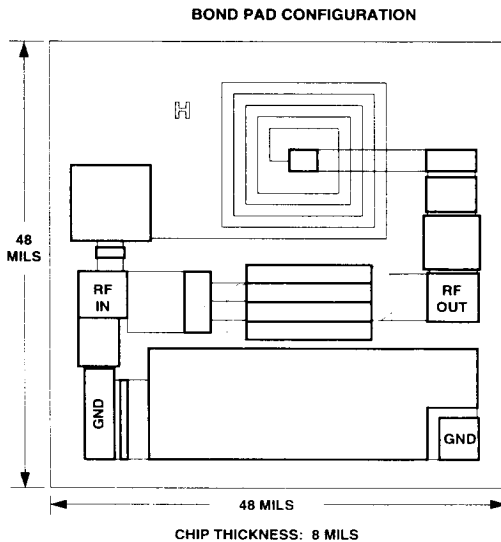 BOND PAD CONFIGURATION
H
48
MILS
RF
IN
RF
OUT
GND
GND
48 MILS
CHIP THICKNESS: 8 MILS